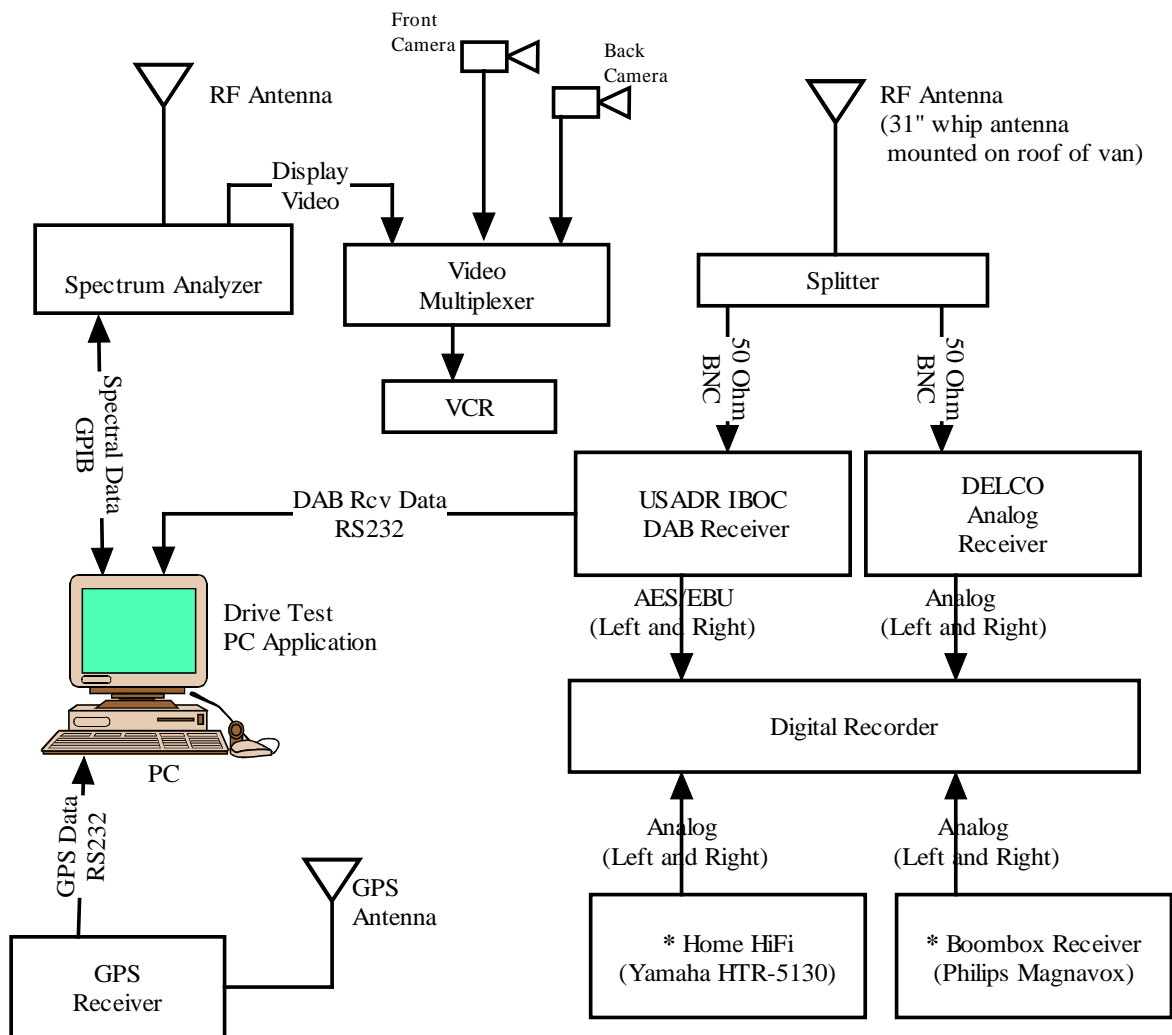 Front
Camera
Back
Camera
RF Antenna
RF Antenna
(31" whip antenna
mounted on roof of van)
Display
Video
Spectrum Analyzer
Video
Multiplexer
Splitter
VCR
50 Ohm
BNC
50 Ohm
BNC
Spectral Data
GPIB
DAB Rcv Data
RS232
USADR IBOC
DAB Receiver
DELCO
Analog
Receiver
Drive Test
PC Application
AES/EBU
(Left and Right)
Analog
(Left and Right)
Digital Recorder
PC
GPS Data
RS232
Analog
(Left and Right)
Analog
(Left and Right)
GPS
Antenna
GPS
Receiver
* Home HiFi
(Yamaha HTR-5130)
* Boombox Receiver
(Philips Magnavox)